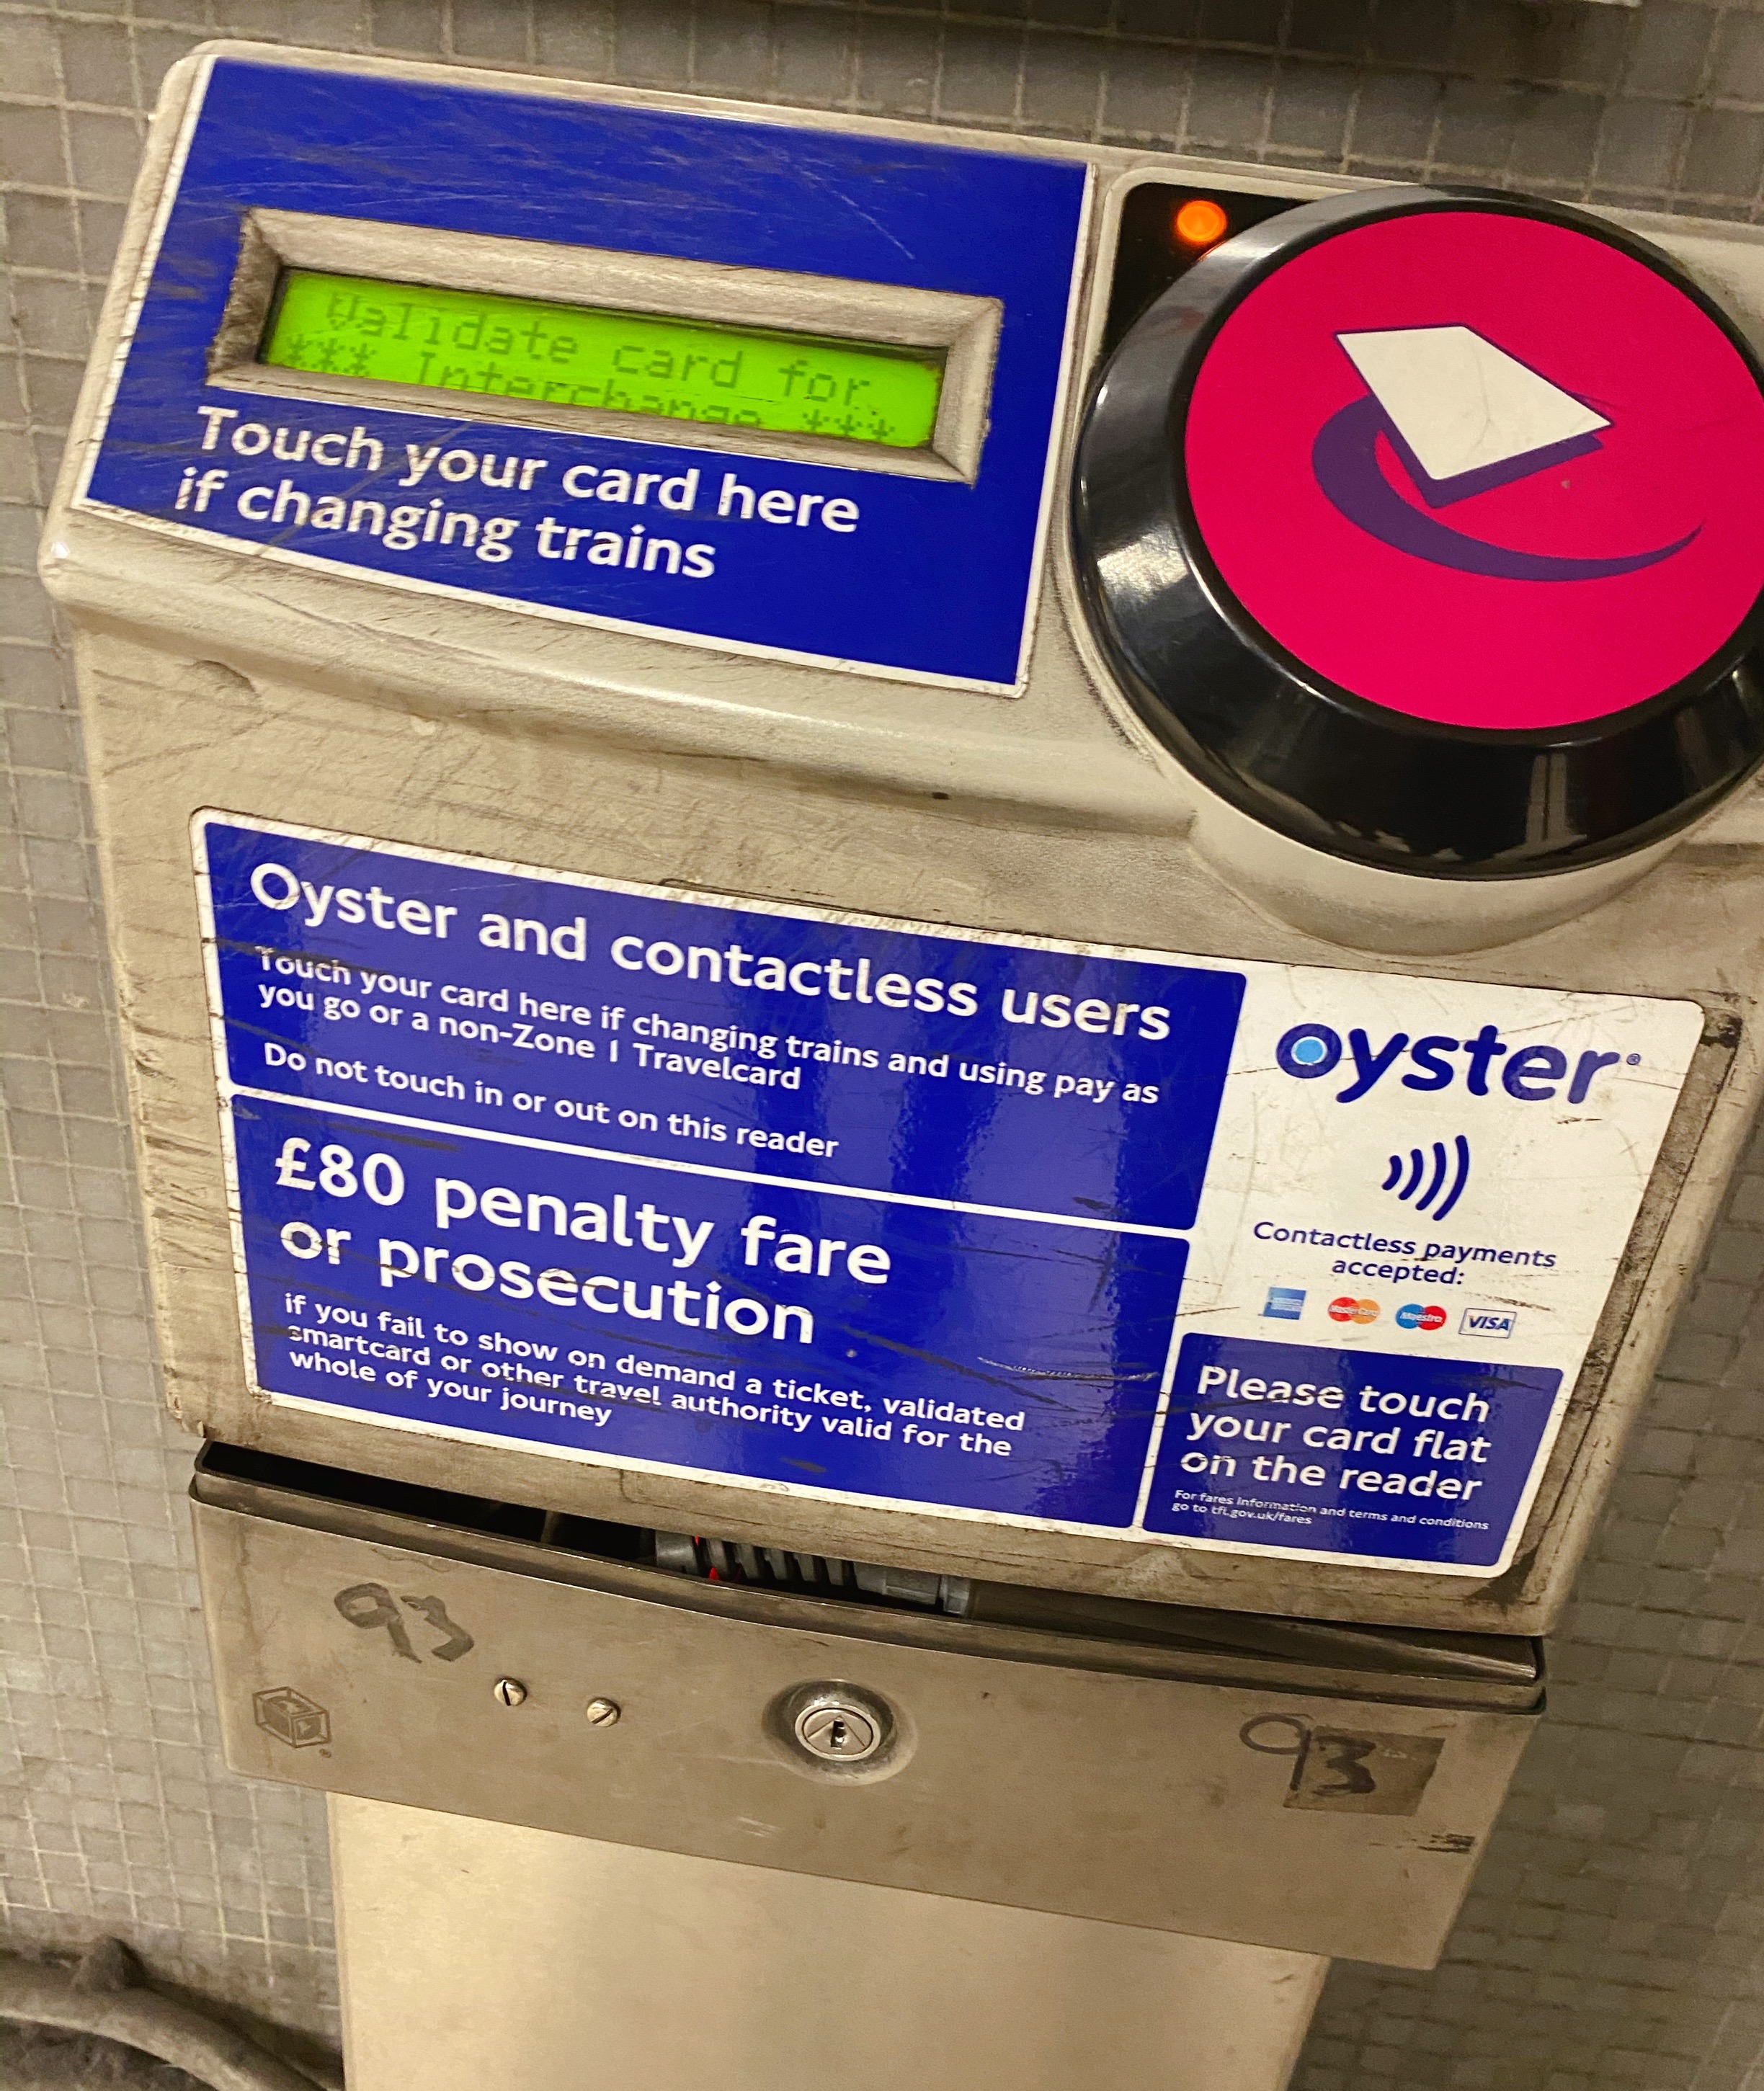 Validate card for
*** Interchange ***
Touch your card here
if changing trains
Oyster and contactless users
Touch your card here if changing trains and using pay as
you go or a non-Zone 1 Travelcard
Do not touch in or out on this reader
£80 penalty fare
or prosecution
if you fail to show on demand a ticket, validated
smartcard or other travel authority valid for the
whole of your journey
oyster®
Contactless payments
accepted:
MasterCard Maestro VISA
Please touch
your card flat
on the reader
For fares information and terms and conditions
go to tfl.gov.uk/fares
93
93